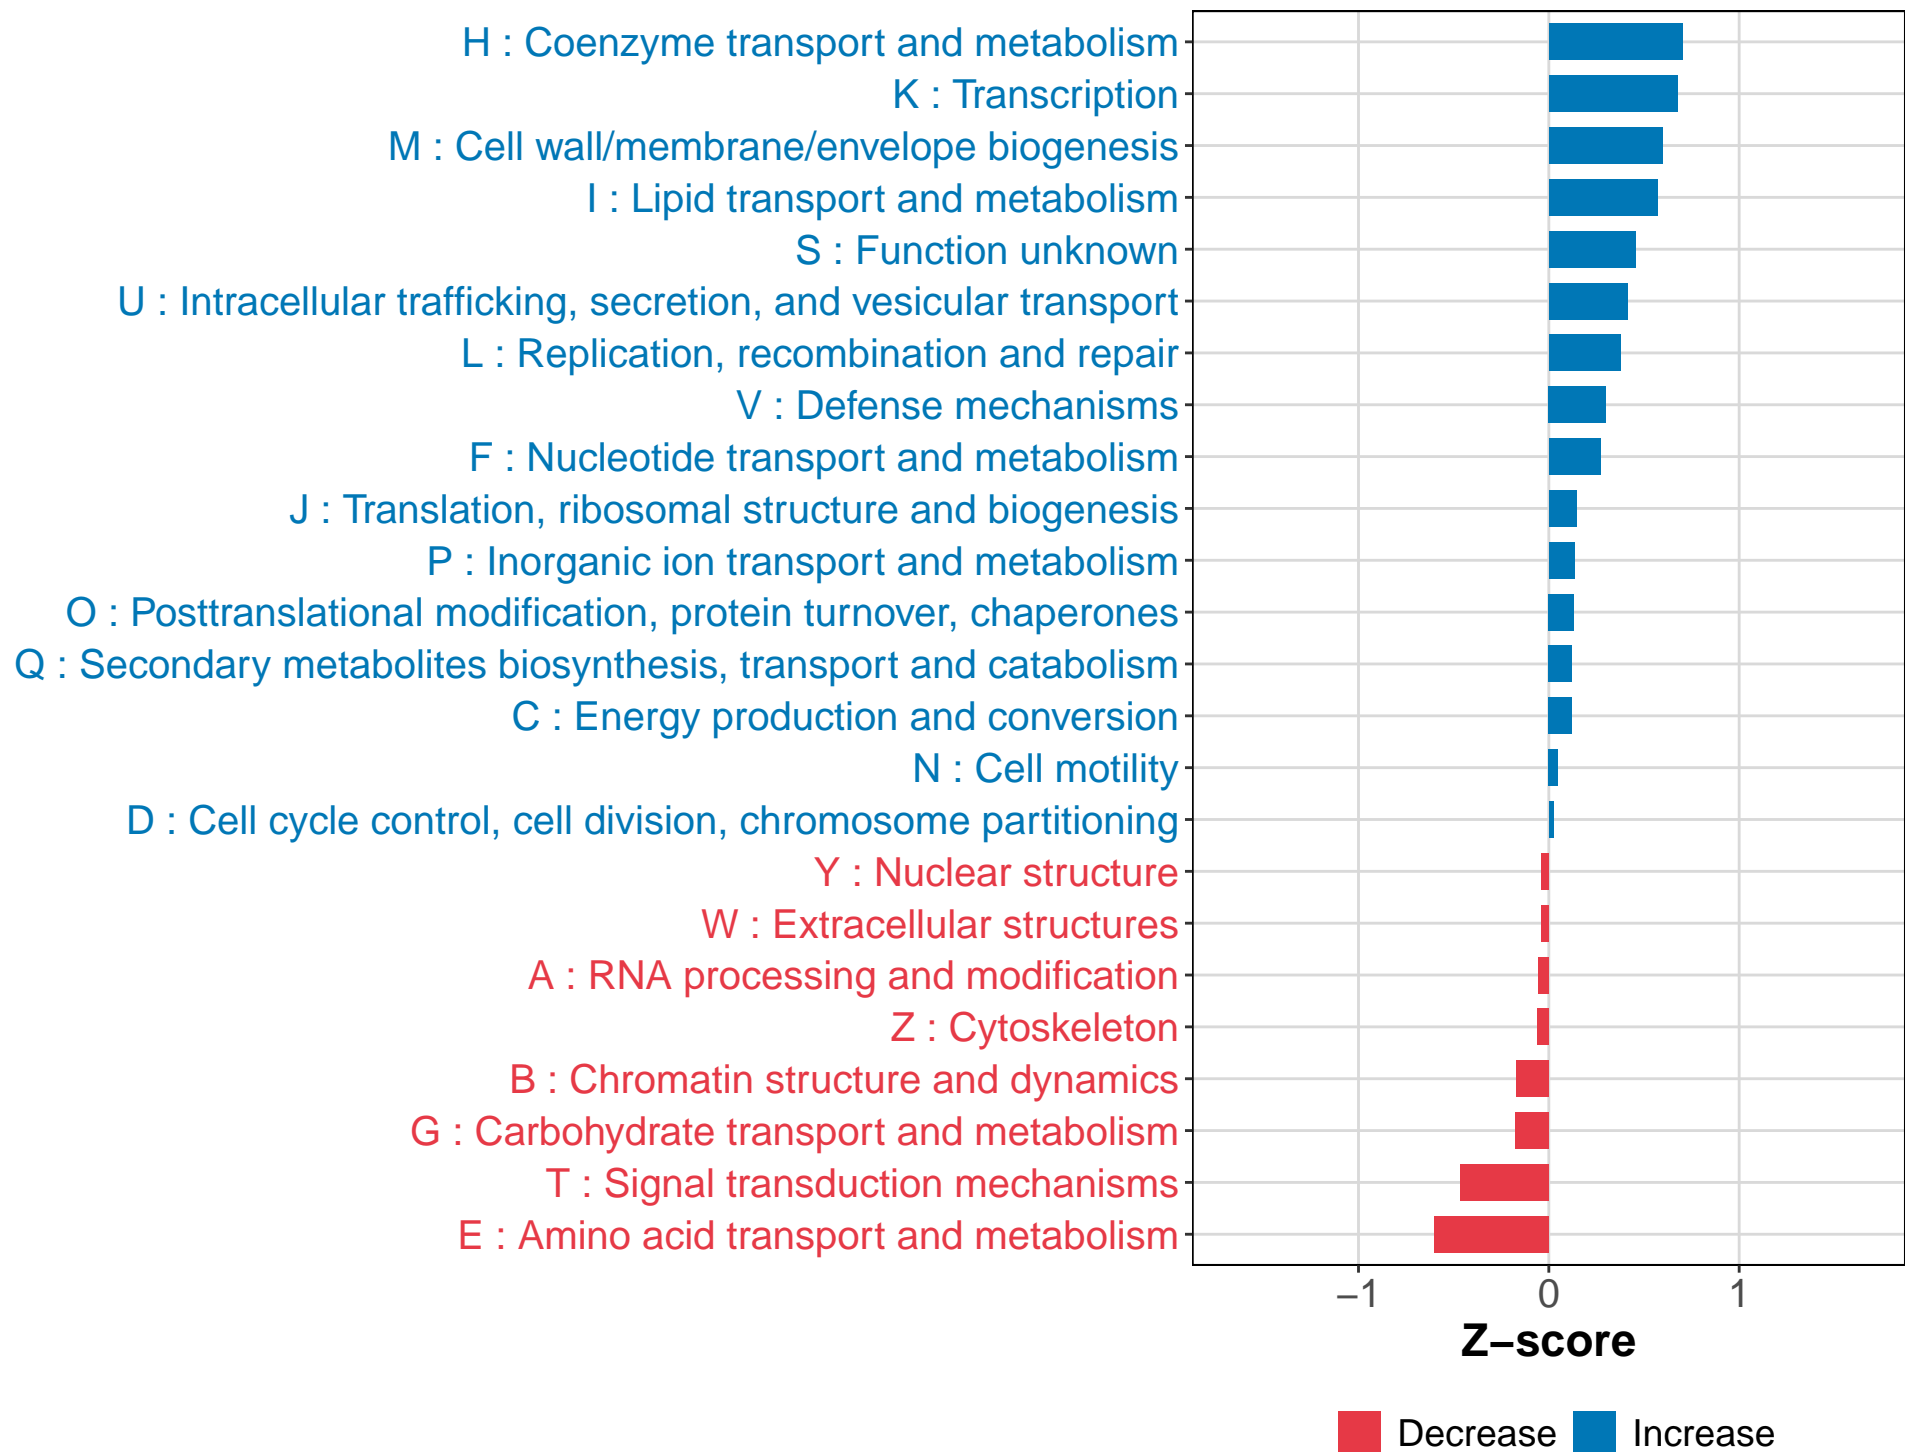 H : Coenzyme transport and metabolism
K : Transcription
M : Cell wall/membrane/envelope biogenesis
I : Lipid transport and metabolism
S : Function unknown
U : Intracellular trafficking, secretion, and vesicular transport
L : Replication, recombination and repair
V : Defense mechanisms
F : Nucleotide transport and metabolism
J : Translation, ribosomal structure and biogenesis
P : Inorganic ion transport and metabolism
O : Posttranslational modification, protein turnover, chaperones
Q : Secondary metabolites biosynthesis, transport and catabolism
C : Energy production and conversion
N : Cell motility
D : Cell cycle control, cell division, chromosome partitioning
Y : Nuclear structure
W : Extracellular structures
A : RNA processing and modification
Z : Cytoskeleton
B : Chromatin structure and dynamics
G : Carbohydrate transport and metabolism
T : Signal transduction mechanisms
E : Amino acid transport and metabolism
−1 0 1
Z−score
Decrease Increase